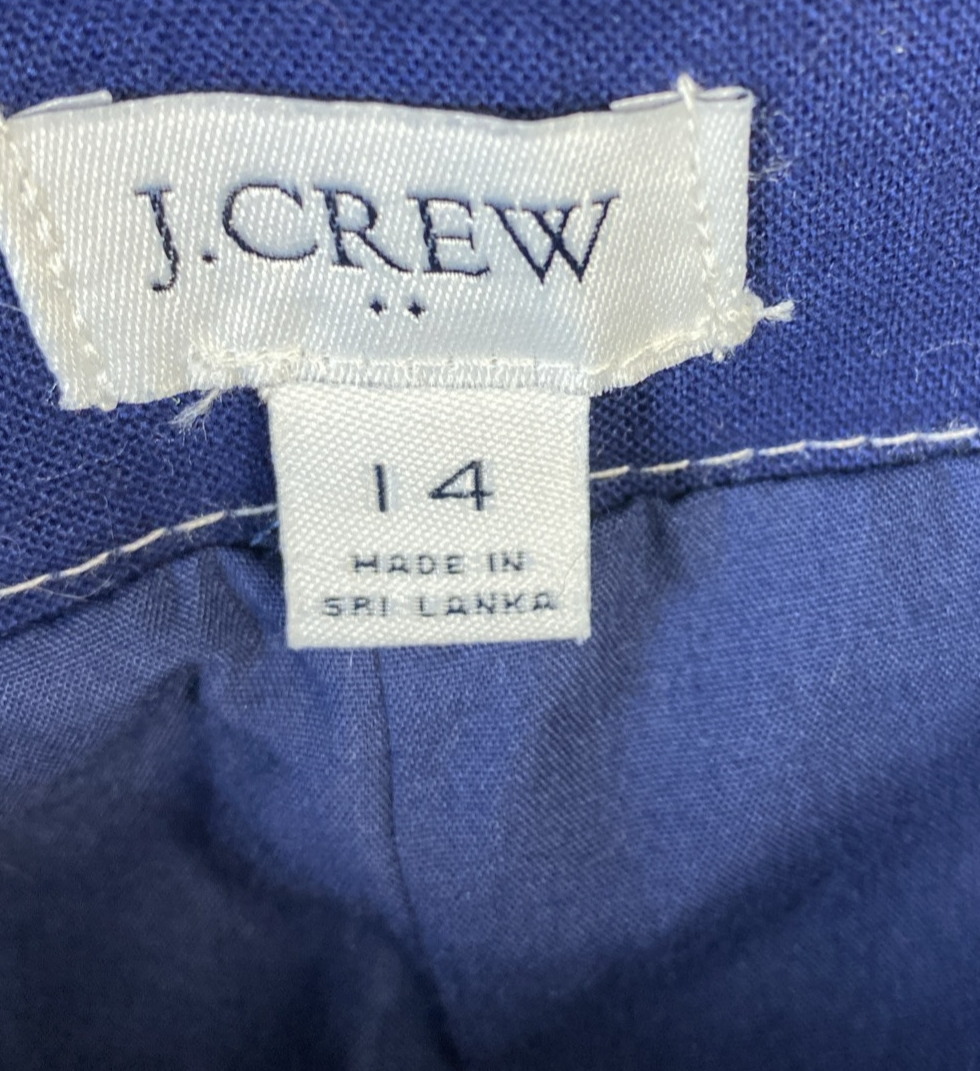 J.CREW
14
MADE IN
SRI LANKA